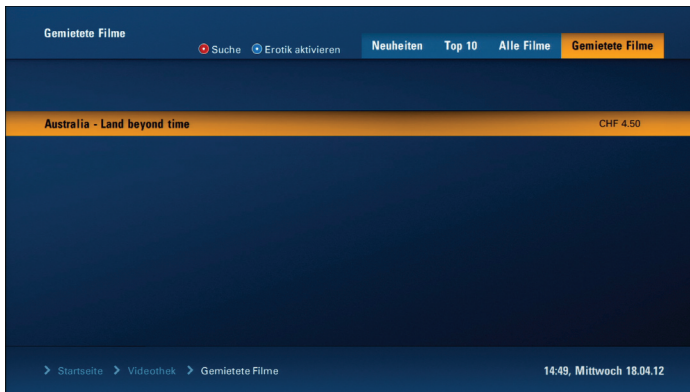 Gemietete Filme
Suche Erotik aktivieren Neuheiten Top 10 Alle Filme Gemietete Filme
Australia - Land beyond time CHF 4.50
Startseite Videothek Gemietete Filme 14:49, Mittwoch 18.04.12